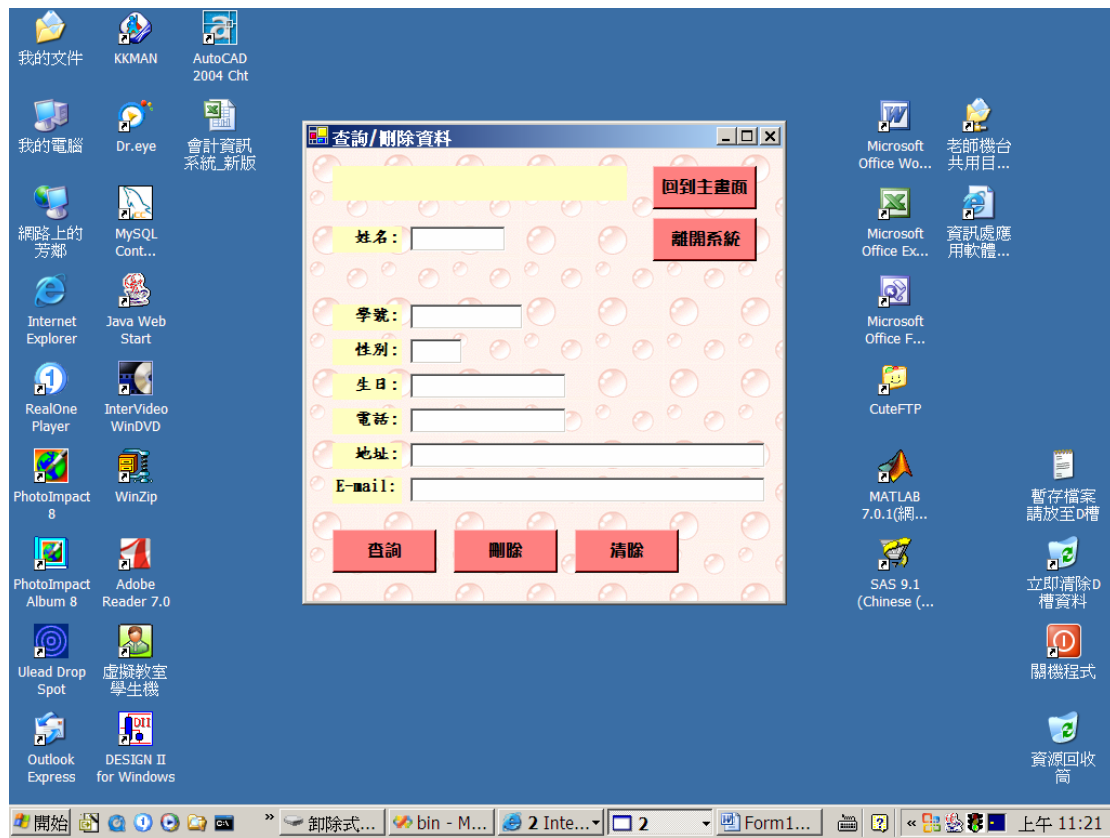 我的文件
KKMAN
AutoCAD
2004 Cht
我的電腦
Dr.eye
會計資訊
系統_新版
網路上的
芳鄰
MySQL
Cont...
Internet
Explorer
Java Web
Start
RealOne
Player
InterVideo
WinDVD
PhotoImpact
8
WinZip
PhotoImpact
Album 8
Adobe
Reader 7.0
Ulead Drop
Spot
虛擬教室
學生機
Outlook
Express
DESIGN II
for Windows
查詢/刪除資料
回到主畫面
姓名:
離開系統
學號:
性別:
生日:
電話:
地址:
E-mail:
查詢
刪除
清除
Microsoft
Office Wo...
老師機台
共用目...
Microsoft
Office Ex...
資訊處應
用軟體...
Microsoft
Office F...
CuteFTP
MATLAB
7.0.1(網...
暫存檔案
請放至D槽
SAS 9.1
(Chinese (...
立即清除D
槽資料
關機程式
資源回收
筒
開始
»
卸除式...
bin - M...
2 Inte...
2
Form1...
«
上午 11:21